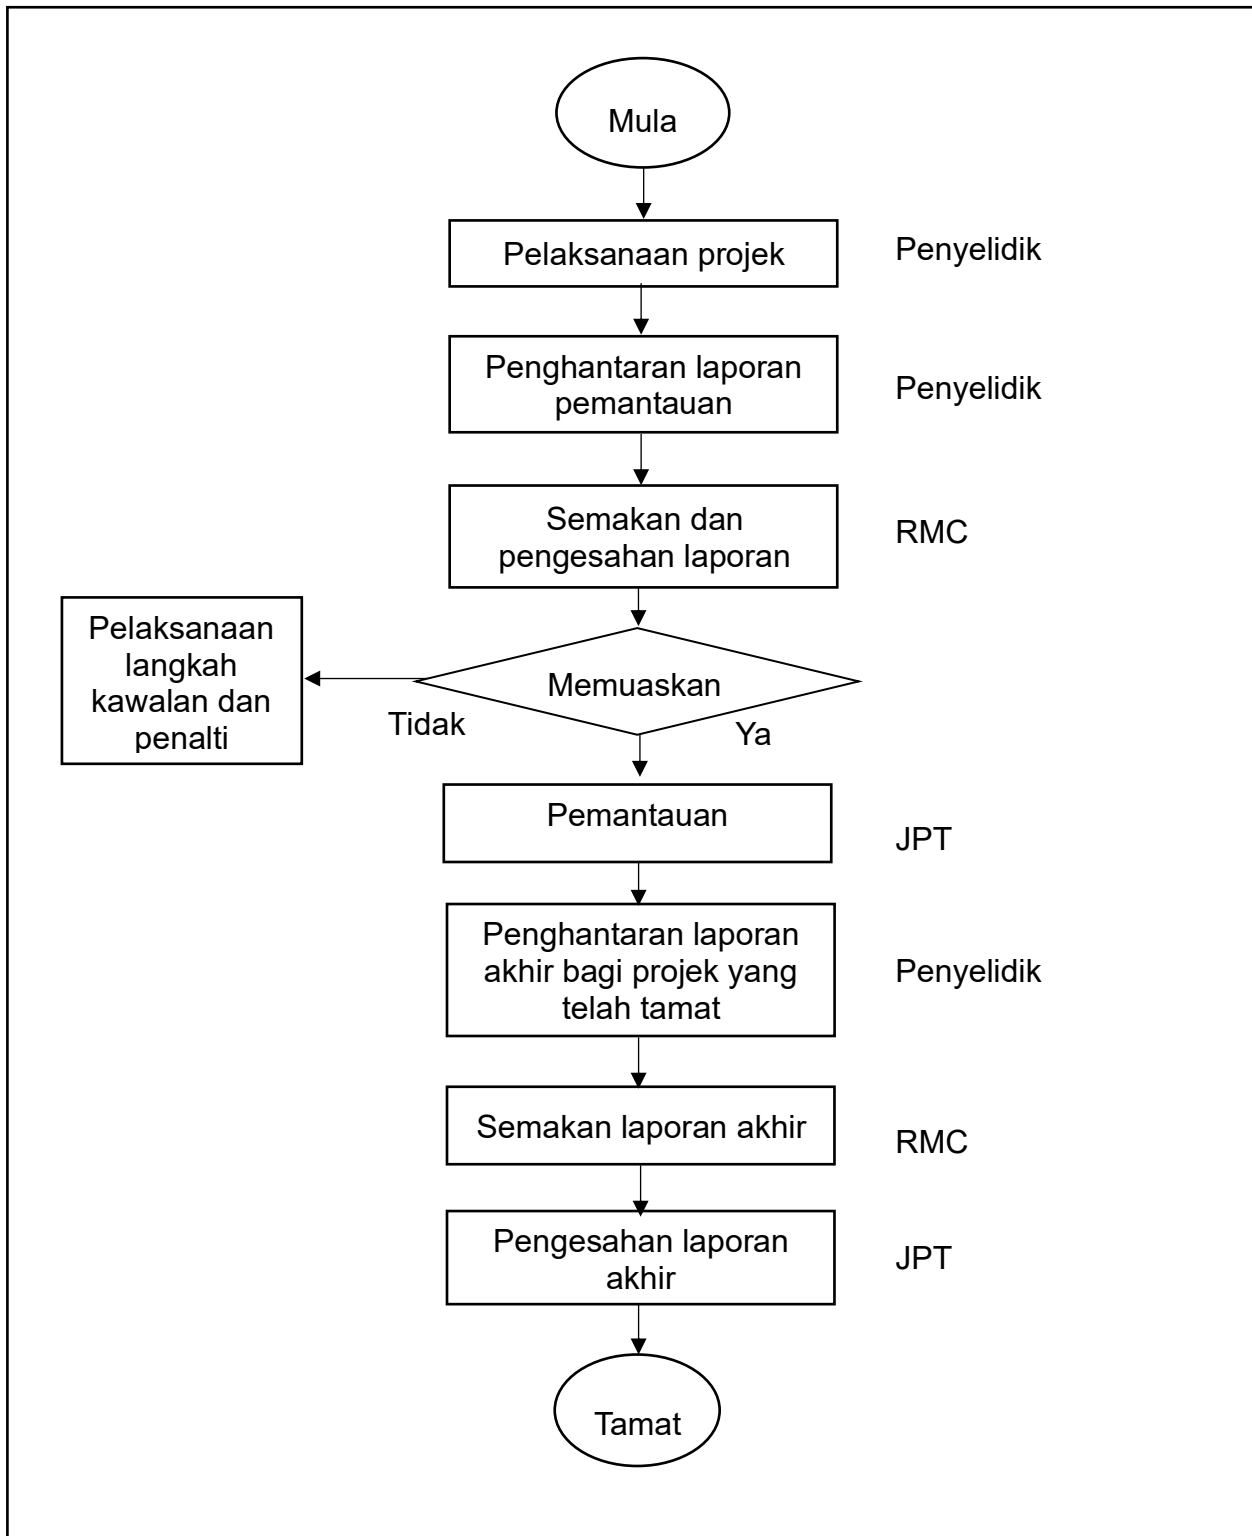 Mula
Pelaksanaan projek
Penyelidik
Penghantaran laporan
pemantauan
Penyelidik
Semakan dan
pengesahan laporan
RMC
Pelaksanaan
langkah
kawalan dan
penalti
Memuaskan
Tidak
Ya
Pemantauan
JPT
Penghantaran laporan
akhir bagi projek yang
telah tamat
Penyelidik
Semakan laporan akhir
RMC
Pengesahan laporan
akhir
JPT
Tamat